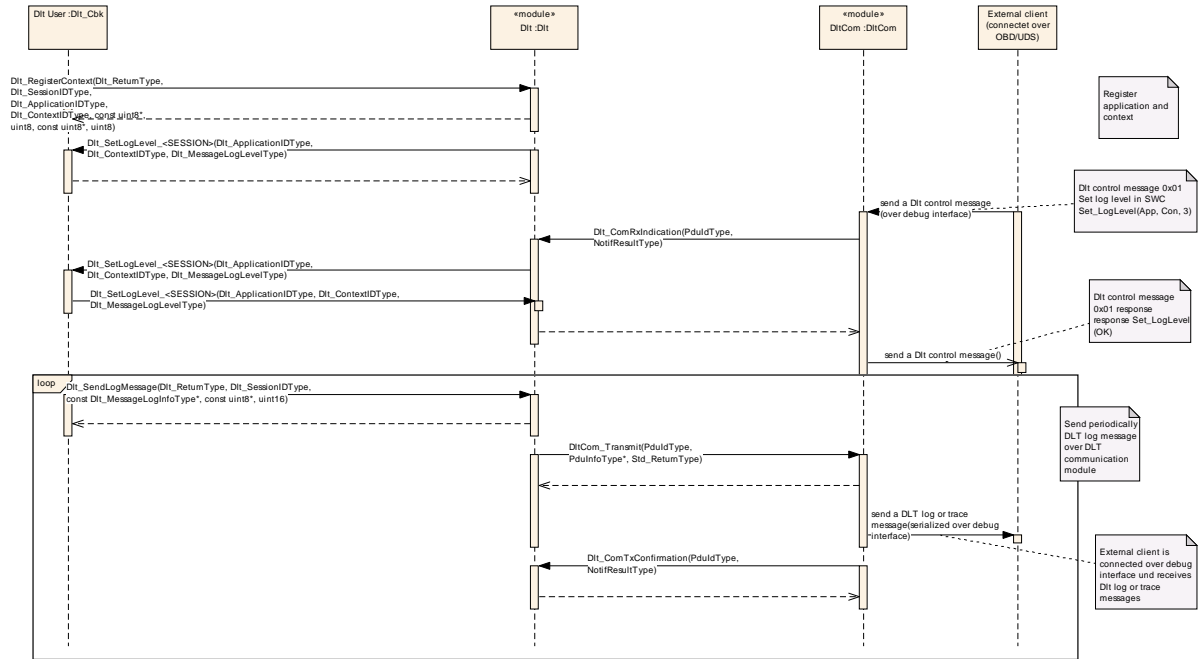 Dlt User :Dlt_Cbk
«module»
Dlt :Dlt
«module»
DltCom :DltCom
External client
(connectet over
OBD/UDS)
Dlt_RegisterContext(Dlt_ReturnType,
Dlt_SessionIDType,
Dlt_ApplicationIDType,
Dlt_ContextIDType, const uint8*,
uint8, const uint8*, uint8)
Register
application and
context
Dlt_SetLogLevel_<SESSION>(Dlt_ApplicationIDType,
Dlt_ContextIDType, Dlt_MessageLogLevelType)
Dlt control message 0x01
Set log level in SWC
Set_LogLevel(App, Con, 3)
send a Dlt control message
(over debug interface)
Dlt_ComRxIndication(PduIdType,
NotifResultType)
Dlt_SetLogLevel_<SESSION>(Dlt_ApplicationIDType,
Dlt_ContextIDType, Dlt_MessageLogLevelType)
Dlt_SetLogLevel_<SESSION>(Dlt_ApplicationIDType, Dlt_ContextIDType,
Dlt_MessageLogLevelType)
Dlt control message
0x01 response
response Set_LogLevel
(OK)
send a Dlt control message()
loop
Dlt_SendLogMessage(Dlt_ReturnType, Dlt_SessionIDType,
const Dlt_MessageLogInfoType*, const uint8*, uint16)
Send periodically
DLT log message
over DLT
communication
module
DltCom_Transmit(PduIdType,
PduInfoType*, Std_ReturnType)
send a DLT log or trace
message(serialized over debug
interface)
External client is
connected over debug
interface und receives
Dlt log or trace
messages
Dlt_ComTxConfirmation(PduIdType,
NotifResultType)